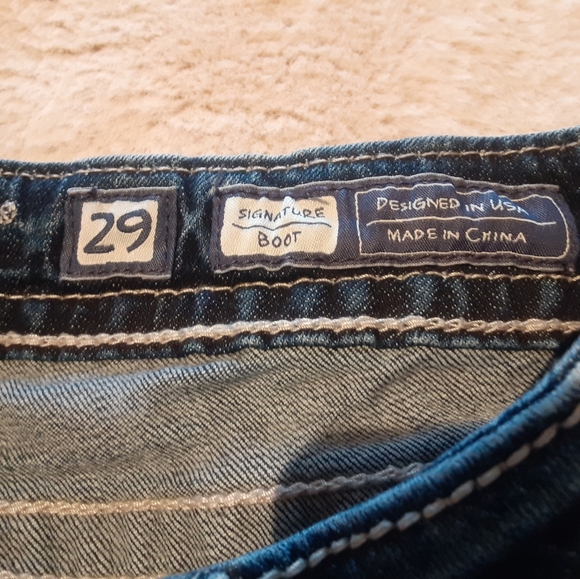 29
SIGNATURE
BOOT
DESIGNED IN USA
MADE IN CHINA